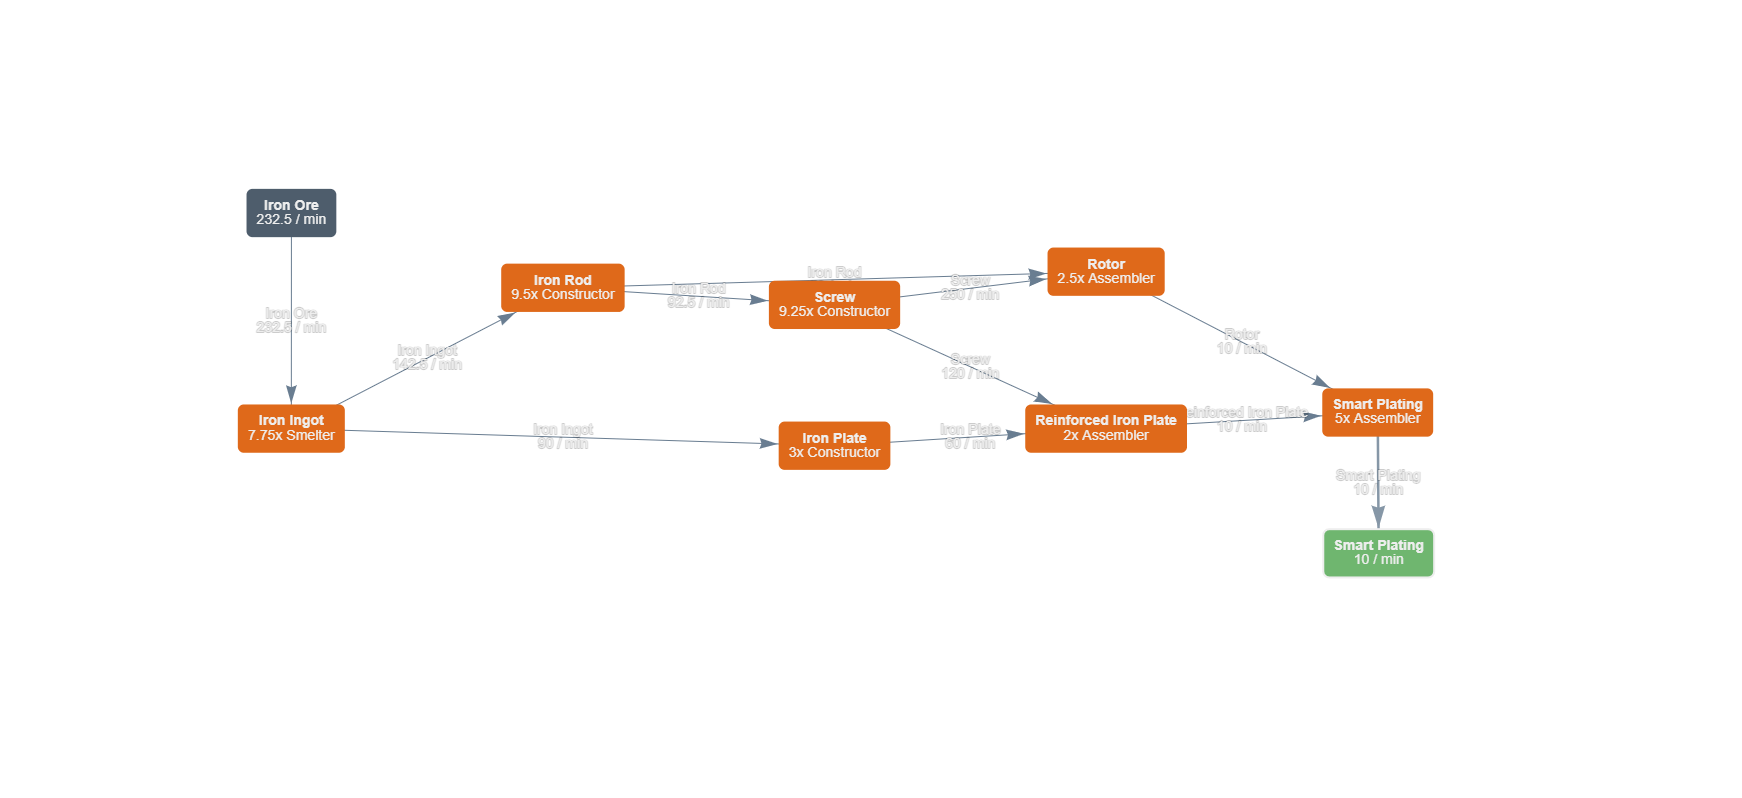 Iron Ore
232.5 / min
Iron Ore
232.5 / min
Iron Ingot
7.75x Smelter
Iron Ingot
142.5 / min
Iron Ingot
90 / min
Iron Rod
9.5x Constructor
Iron Rod
Iron Rod
92.5 / min
Screw
9.25x Constructor
Screw
250 / min
Screw
120 / min
Iron Plate
3x Constructor
Iron Plate
60 / min
Rotor
2.5x Assembler
Rotor
10 / min
Reinforced Iron Plate
2x Assembler
einforced Iron Plate
10 / min
Smart Plating
5x Assembler
Smart Plating
10 / min
Smart Plating
10 / min